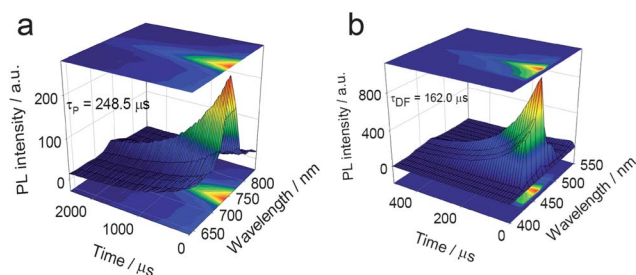 a
PL intensity / a.u.
200
100
0
τP = 248.5 μs
2000
1000
0
Time / μs
650
700
750
800
Wavelength / nm
b
PL intensity / a.u.
800
400
0
τDF = 162.0 μs
400
200
0
Time / μs
400
450
500
550
Wavelength / nm